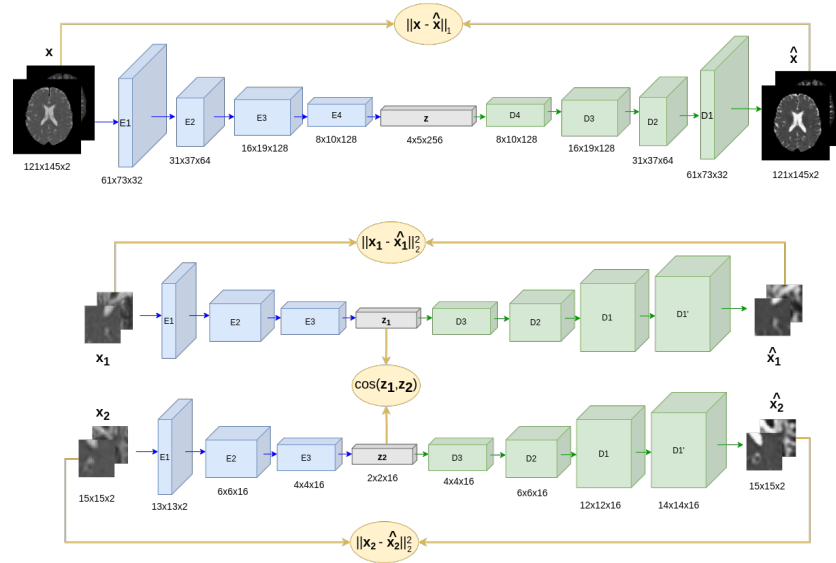 x
||x - x̂||₁
x̂
E1
E2
E3
E4
z
D4
D3
D2
D1
121x145x2
61x73x32
31x37x64
16x19x128
8x10x128
4x5x256
8x10x128
16x19x128
31x37x64
61x73x32
121x145x2
||x₁ - x̂₁||²₂
E1
E2
E3
z₁
D3
D2
D1
D1'
x₁
x̂₁
cos(z₁,z₂)
x₂
x̂₂
E1
E2
E3
z₂
D3
D2
D1
D1'
15x15x2
13x13x2
6x6x16
4x4x16
2x2x16
4x4x16
6x6x16
12x12x16
14x14x16
15x15x2
||x₂ - x̂₂||²₂